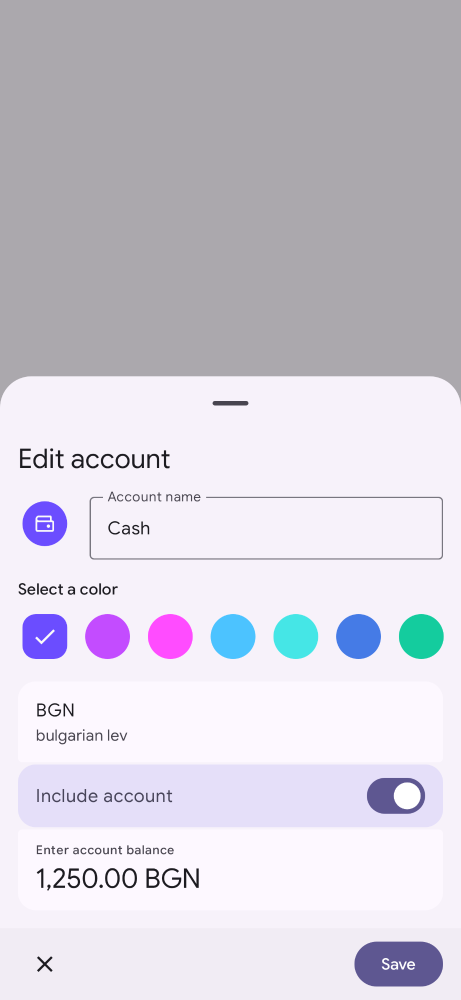 Edit account
Account name
Cash
Select a color
BGN
bulgarian lev
Include account
Enter account balance
1,250.00 BGN
Save